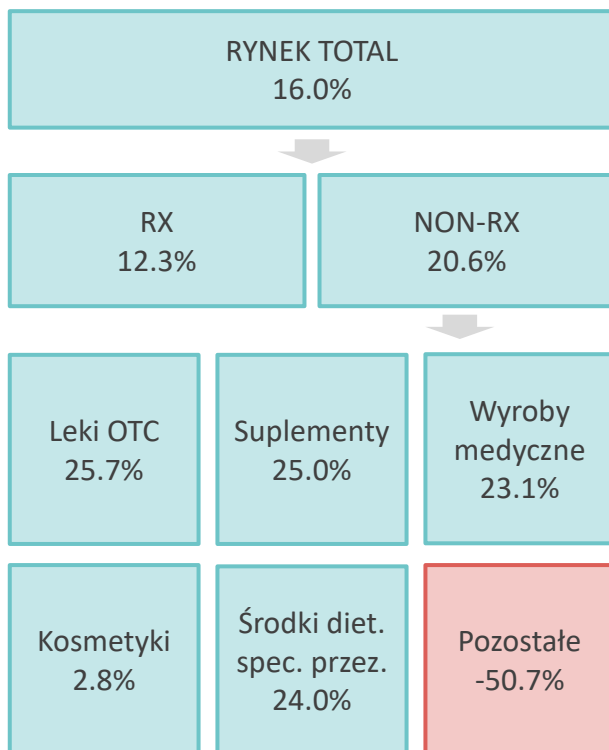 RYNEK TOTAL
16.0%
RX
12.3%
NON-RX
20.6%
Leki OTC
25.7%
Suplementy
25.0%
Wyroby
medyczne
23.1%
Kosmetyki
2.8%
Środki diet.
spec. przez.
24.0%
Pozostałe
-50.7%